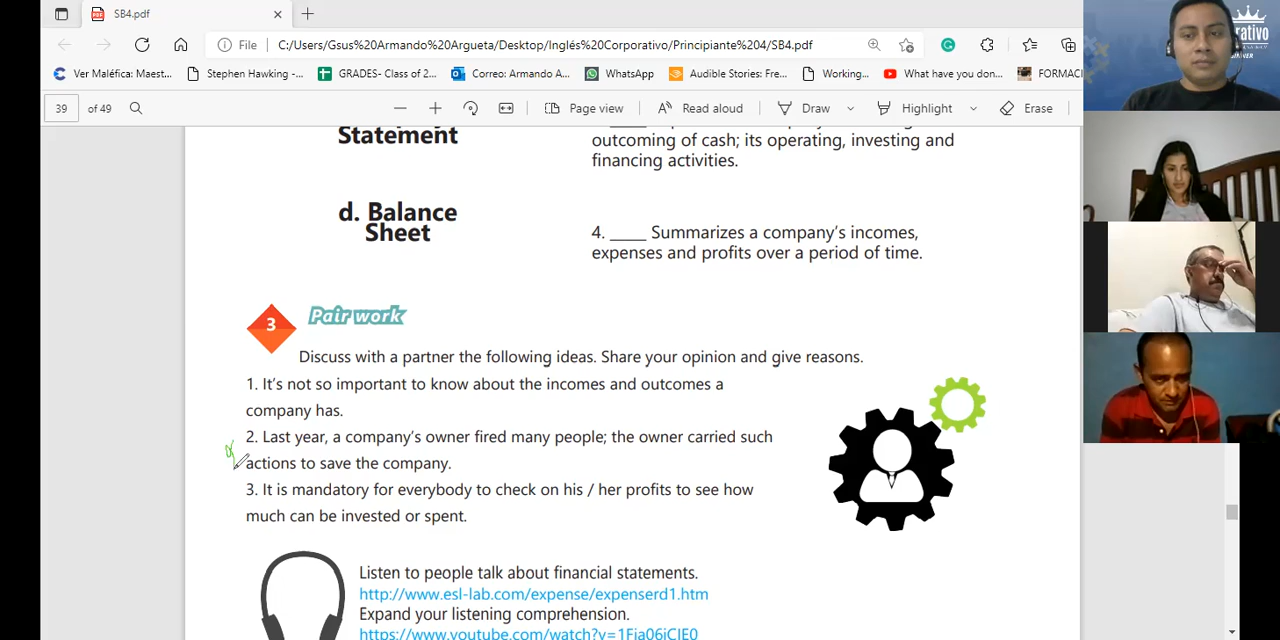 SB4.pdf
File C:/Users/Gsus%20Armando%20Argueta/Desktop/Inglés%20Corporativo/Principiante%204/SB4.pdf
Ver Maléfica: Maest... Stephen Hawking -... GRADES- Class of 2... Correo: Armando A... WhatsApp Audible Stories: Fre... Working... What have you don... FORMACI
39 of 49 Page view Read aloud Draw Highlight Erase
Statement
outcoming of cash; its operating, investing and
financing activities.
d. Balance
Sheet
4. ____ Summarizes a company's incomes,
expenses and profits over a period of time.
3 Pair work
Discuss with a partner the following ideas. Share your opinion and give reasons.
1. It's not so important to know about the incomes and outcomes a
company has.
2. Last year, a company's owner fired many people; the owner carried such
actions to save the company.
3. It is mandatory for everybody to check on his / her profits to see how
much can be invested or spent.
Listen to people talk about financial statements.
http://www.esl-lab.com/expense/expenserd1.htm
Expand your listening comprehension.